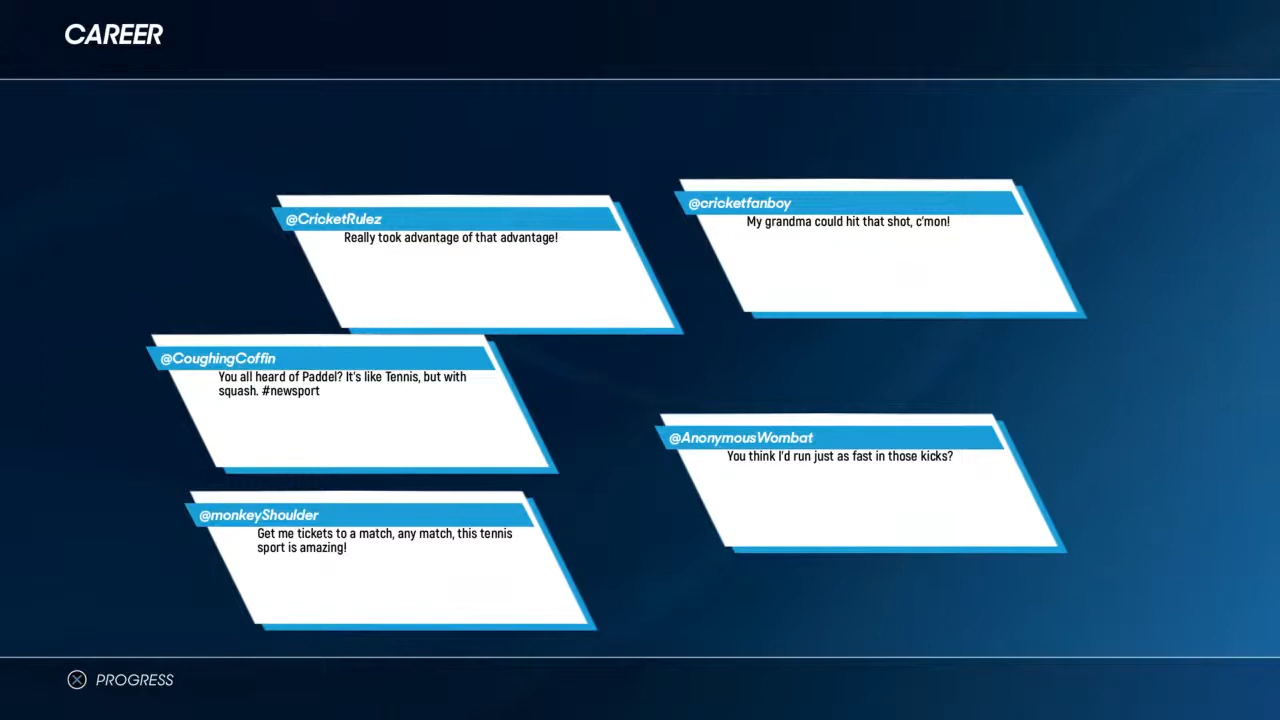 CAREER
@CricketRulez
Really took advantage of that advantage!
@cricketfanboy
My grandma could hit that shot, c'mon!
@CoughingCoffin
You all heard of Paddel? It's like Tennis, but with
squash. #newsport
@AnonymousWombat
You think I'd run just as fast in those kicks?
@monkeyShoulder
Get me tickets to a match, any match, this tennis
sport is amazing!
PROGRESS